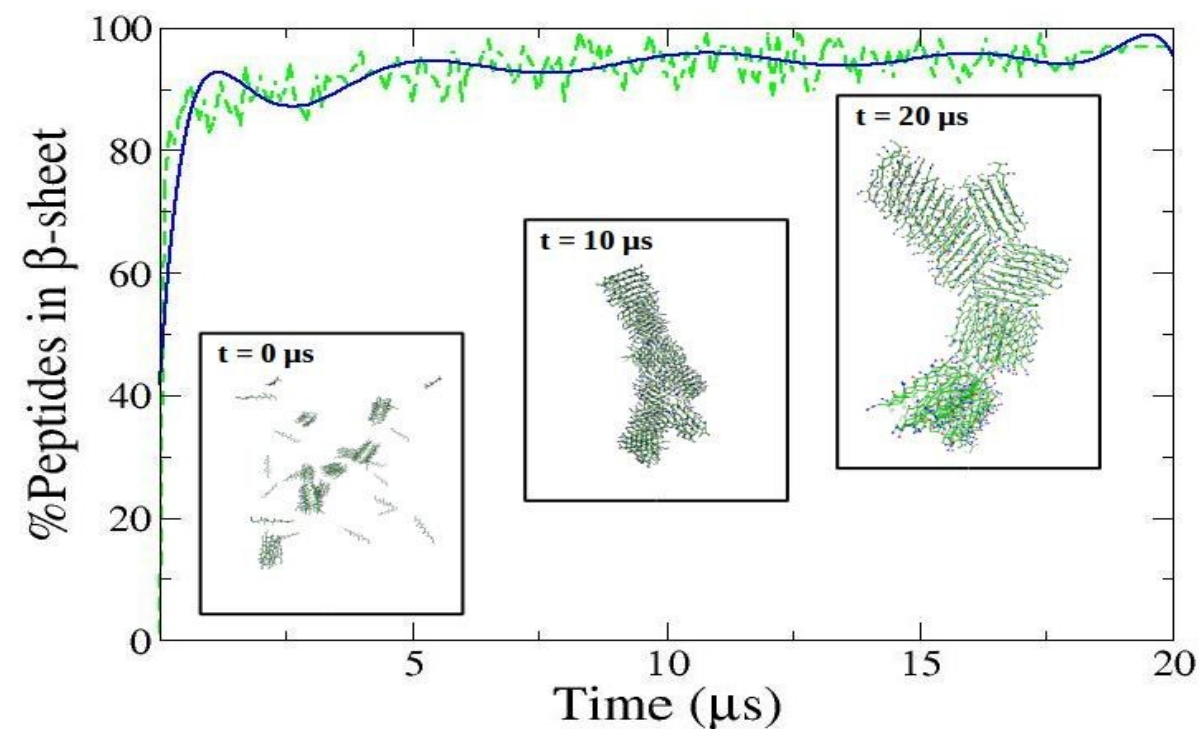 100
80
60
40
20
0
%Peptides in β-sheet
t = 0 μs
t = 10 μs
t = 20 μs
5
10
15
20
Time (μs)